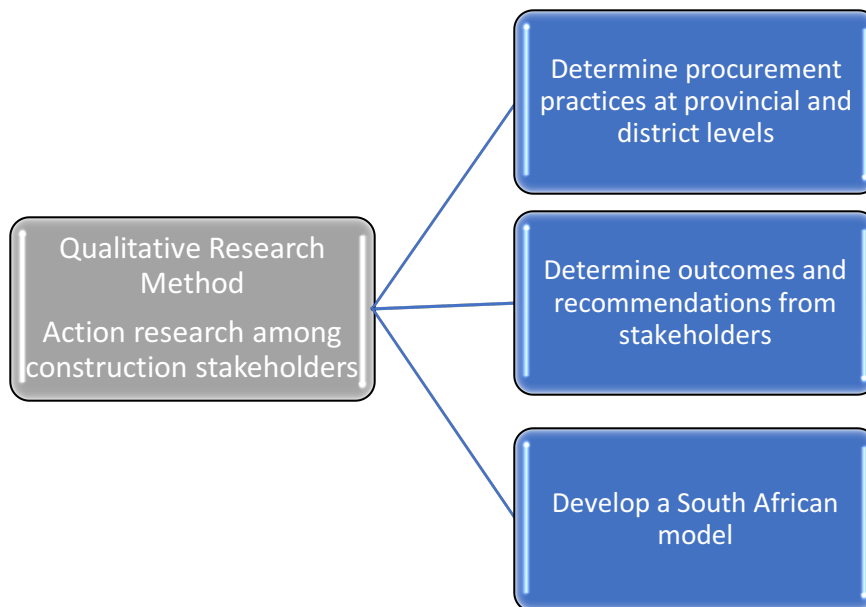 Qualitative Research
Method
Action research among
construction stakeholders
Determine procurement
practices at provincial and
district levels
Determine outcomes and
recommendations from
stakeholders
Develop a South African
model